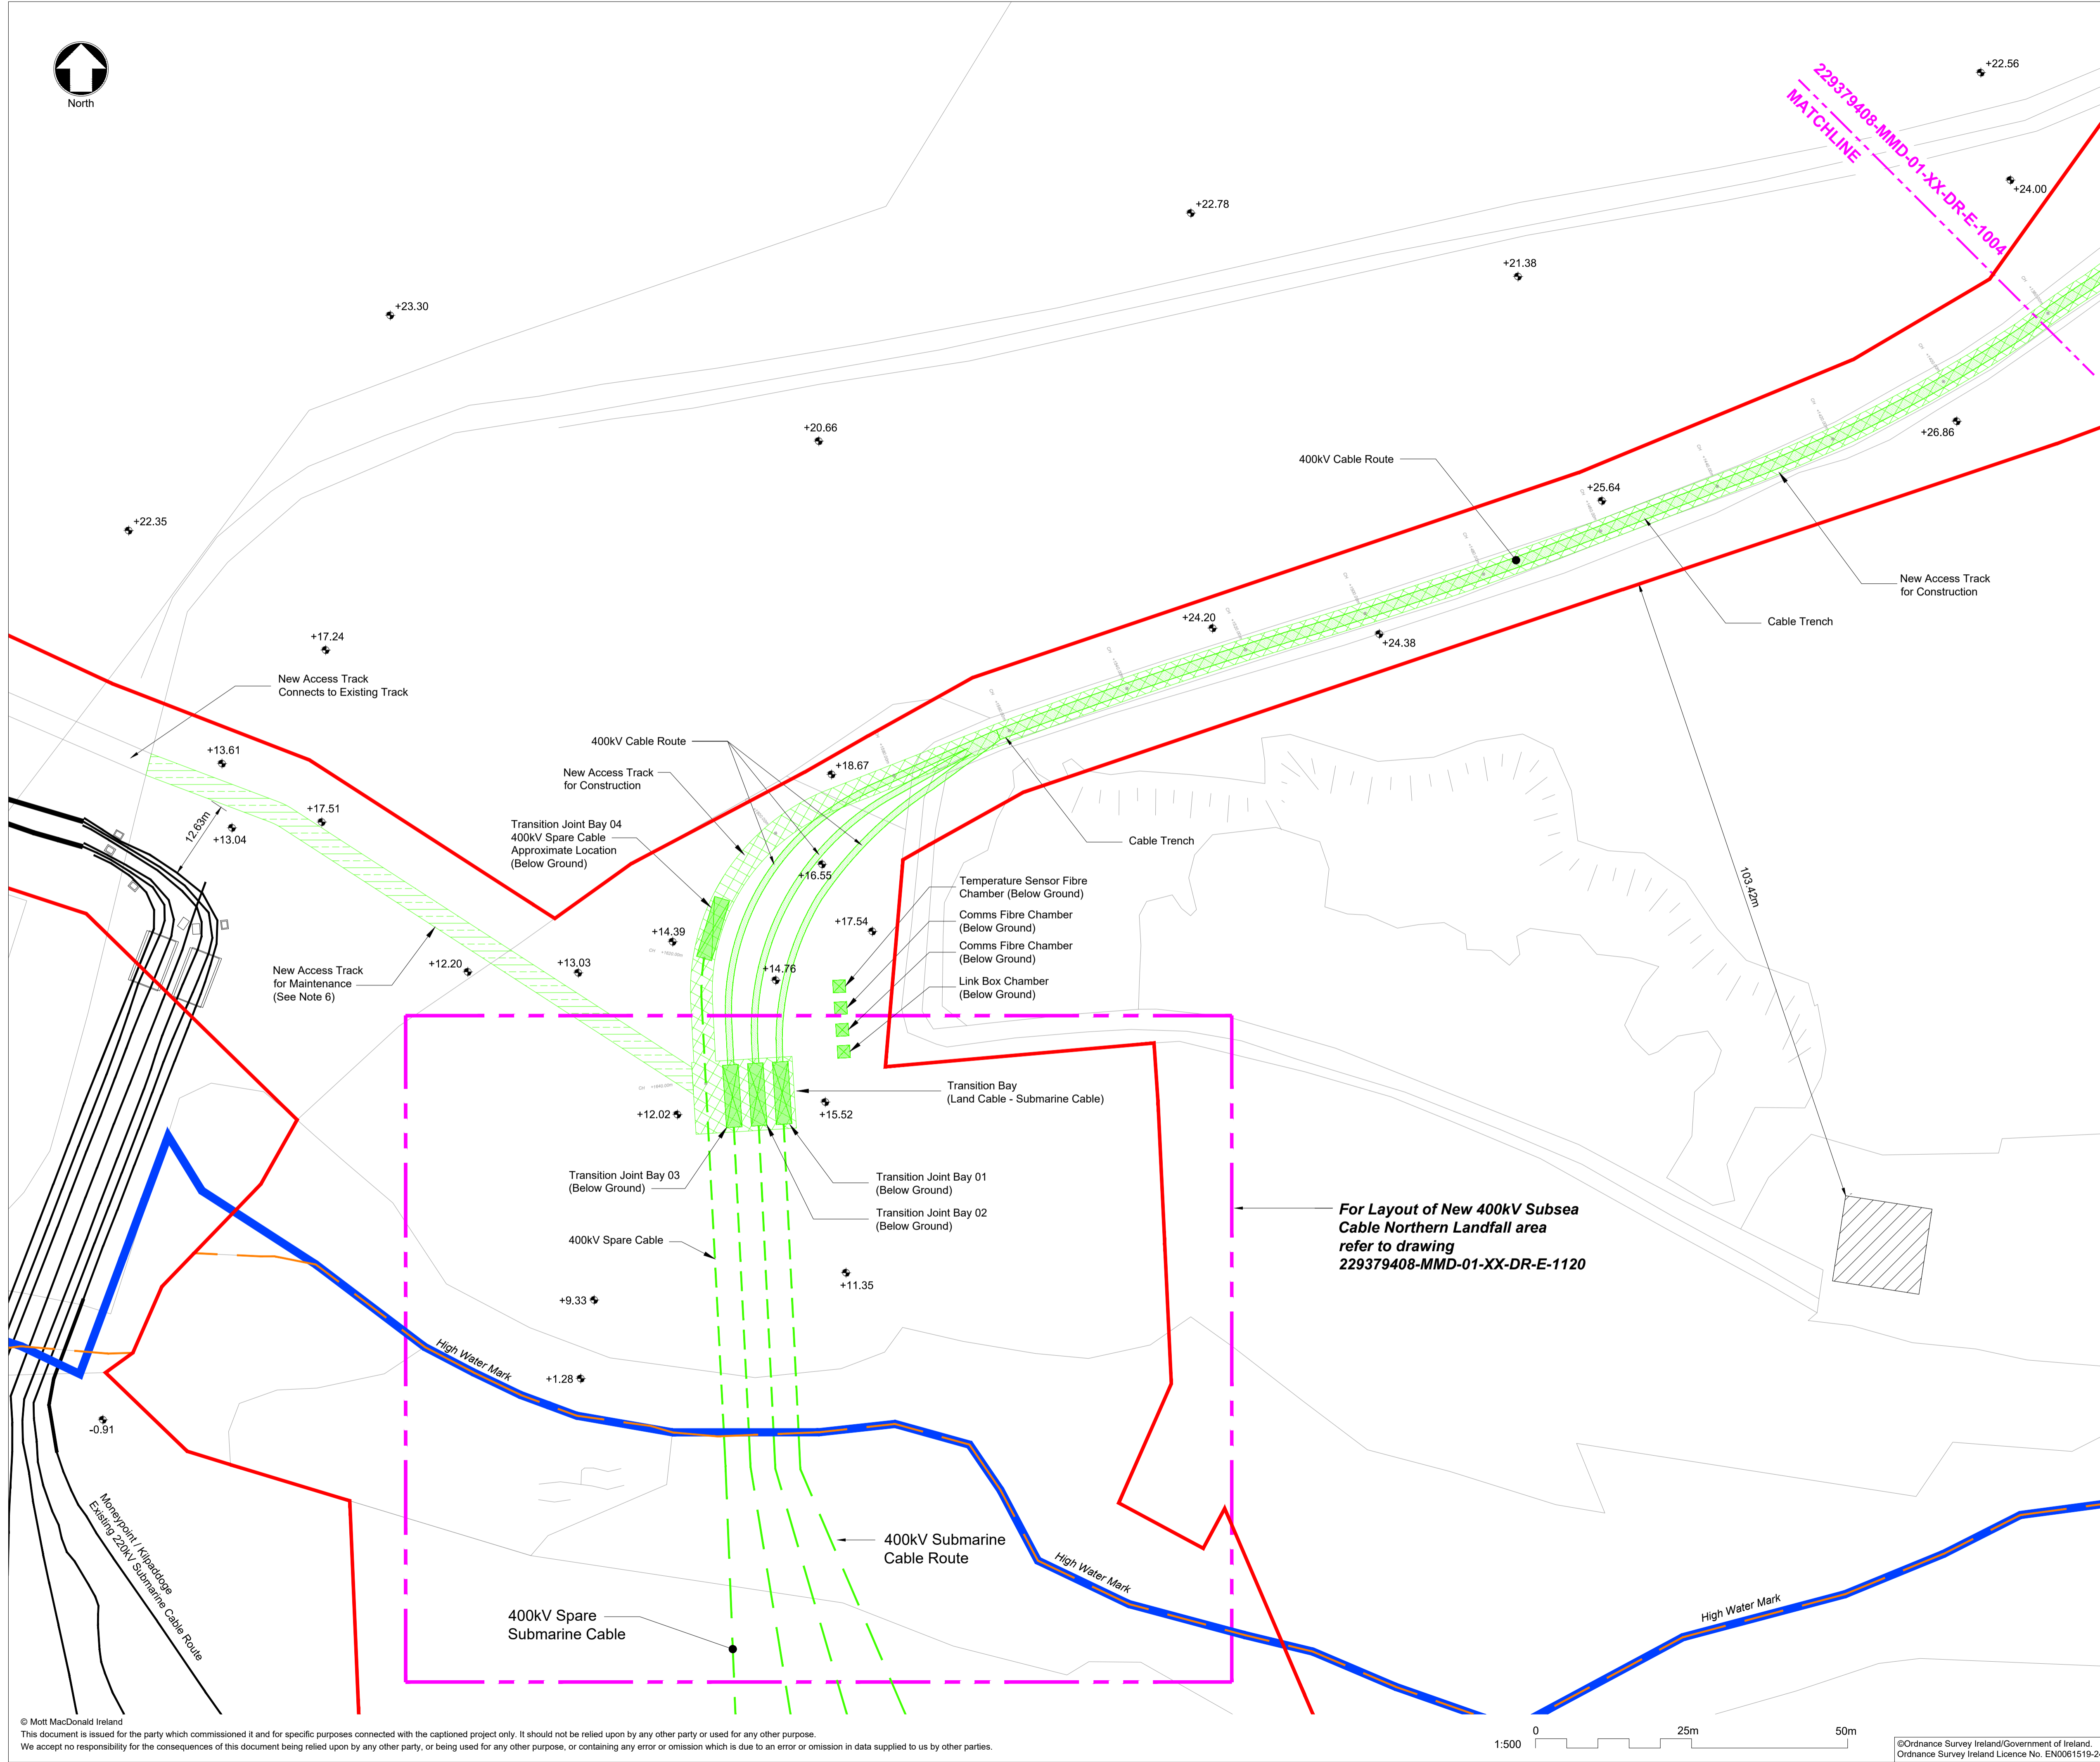 North
+22.56
229379408-MMD-01-XX-DR-E-1004
MATCHLINE
+24.00
+22.78
+21.38
+23.30
+20.66
+26.86
400kV Cable Route
+25.64
+22.35
New Access Track
for Construction
Cable Trench
+24.20
+24.38
+17.24
New Access Track
Connects to Existing Track
400kV Cable Route
+13.61
New Access Track
for Construction
+18.67
+17.51
12.63m
+13.04
Transition Joint Bay 04
400kV Spare Cable
Approximate Location
(Below Ground)
Cable Trench
+16.55
103.42m
Temperature Sensor Fibre
Chamber (Below Ground)
Comms Fibre Chamber
(Below Ground)
Comms Fibre Chamber
(Below Ground)
Link Box Chamber
(Below Ground)
+17.54
+14.39
+14.76
+12.20
+13.03
New Access Track
for Maintenance
(See Note 6)
Transition Bay
(Land Cable - Submarine Cable)
+12.02
+15.52
Transition Joint Bay 03
(Below Ground)
Transition Joint Bay 01
(Below Ground)
Transition Joint Bay 02
(Below Ground)
400kV Spare Cable
For Layout of New 400kV Subsea
Cable Northern Landfall area
refer to drawing
229379408-MMD-01-XX-DR-E-1120
+11.35
+9.33
High Water Mark
+1.28
-0.91
Moneypoint / Kilpaddoge
Existing 220kV Submarine Cable Route
400kV Submarine
Cable Route
High Water Mark
High Water Mark
400kV Spare
Submarine Cable
© Mott MacDonald Ireland
This document is issued for the party which commissioned it and for specific purposes connected with the captioned project only. It should not be relied upon by any other party or used for any other purpose.
We accept no responsibility for the consequences of this document being relied upon by any other party, or being used for any other purpose, or containing any error or omission which is due to an error or omission in data supplied to us by other parties.
1:500
0
25m
50m
©Ordnance Survey Ireland/Government of Ireland.
Ordnance Survey Ireland Licence No. EN0061519